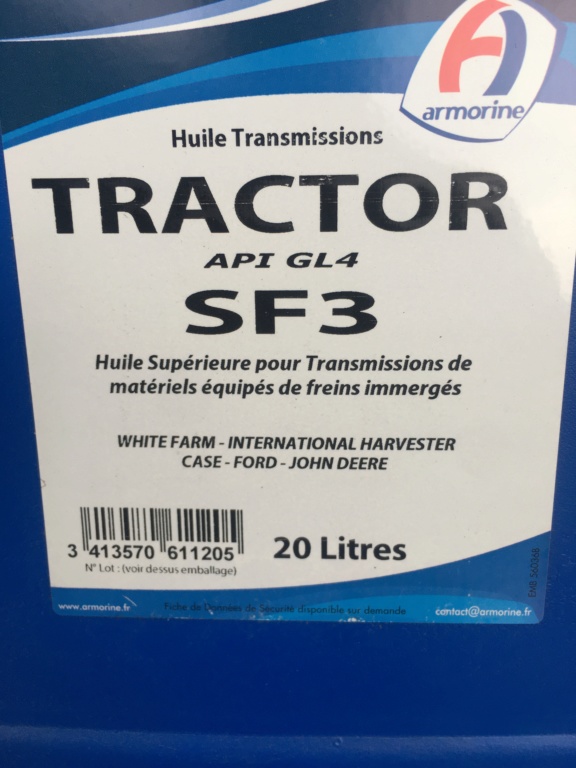 armorine
Huile Transmissions
TRACTOR
API GL4
SF3
Huile Supérieure pour Transmissions de
matériels équipés de freins immergés
WHITE FARM - INTERNATIONAL HARVESTER
CASE - FORD - JOHN DEERE
3 413570 611205
20 Litres
N° Lot : (voir dessus emballage)
EMB 560366
www.armorine.fr
Fiche de Données de Sécurité disponible sur demande
contact@armorine.fr